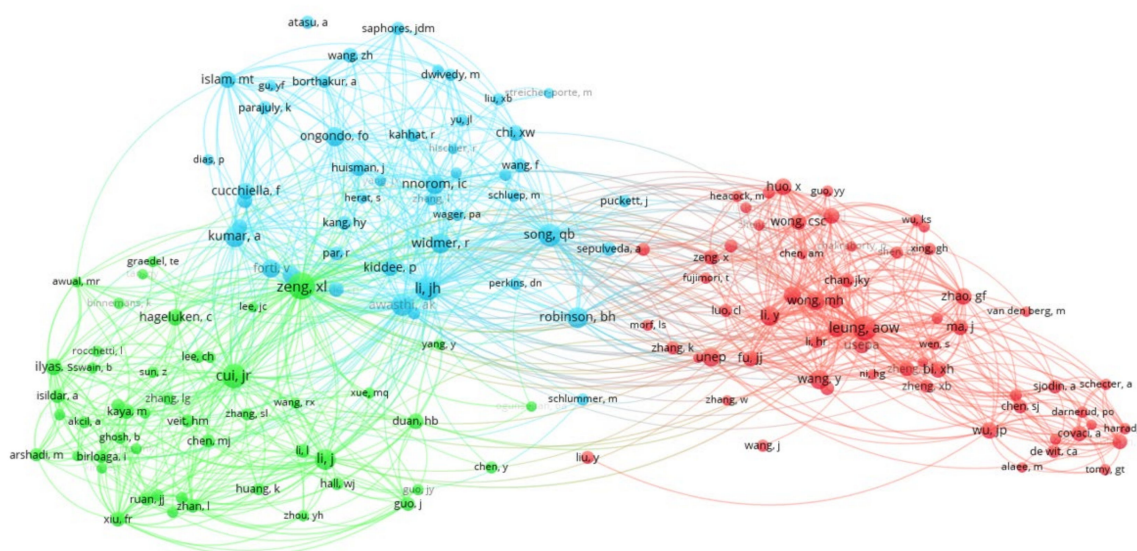 atasu, a
saphores, jdm
wang, zh
islam, mt
gu, yf
borthakur, a
dwivedy, m
streicher-porte, m
liu, xb
parajuly, k
yu, jl
ongondo, fo
kahhat, r
chi, xw
hischier, r
dias, p
huisman, j
wang, f
nnorom, ic
cucchiella, f
herat, s
schluep, m
puckett, j
wager, pa
kang, hy
kumar, a
song, qb
widmer, r
sepulveda, a
par, r
forti, v
kiddee, p
zeng, xl
li, jh
perkins, dn
awasthi, ak
robinson, bh
huo, x
guo, yy
heacock, m
wong, csc
wu, ks
xing, gh
chen, am
zeng, x
fujimori, t
chan, jky
wong, mh
zhao, gf
van den berg, m
luo, cl
li, y
leung, aow
ma, j
morf, ls
usepa
li, hr
wen, s
zhang, k
unep
fu, jj
bi, xh
ni, hg
wang, y
zheng, xb
zhang, w
sjodin, a
schecter, a
chen, sj
darnerud, po
wu, jp
covaci, a
harrad
de wit, ca
alaee, m
tomy, gt
wang, j
liu, y
graedel, te
awual, mr
binnemans, k
lee, jc
hageluken, c
yang, y
rocchetti, l
lee, ch
ilyas,
Sswain, b
sun, z
cui, jr
isildar, a
zhang, lg
wang, rx
xue, mq
schlummer, m
kaya, m
akcil, a
veit, hm
zhang, sl
duan, hb
ghosh, b
chen, mj
arshadi, m
birloaga, i
li, l
li, j
chen, y
hall, wj
huang, k
guo, jy
ruan, jj
zhan, l
guo, j
xiu, fr
zhou, yh